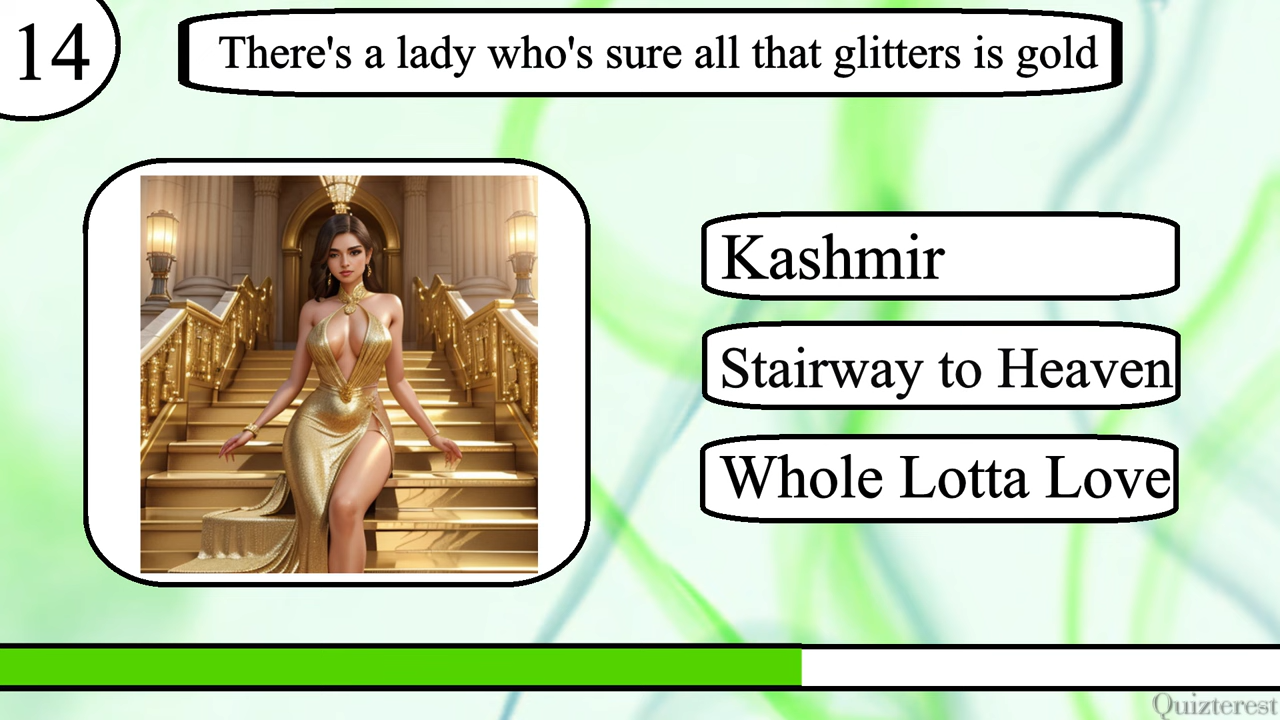 14
There's a lady who's sure all that glitters is gold
Kashmir
Stairway to Heaven
Whole Lotta Love
Quizterest